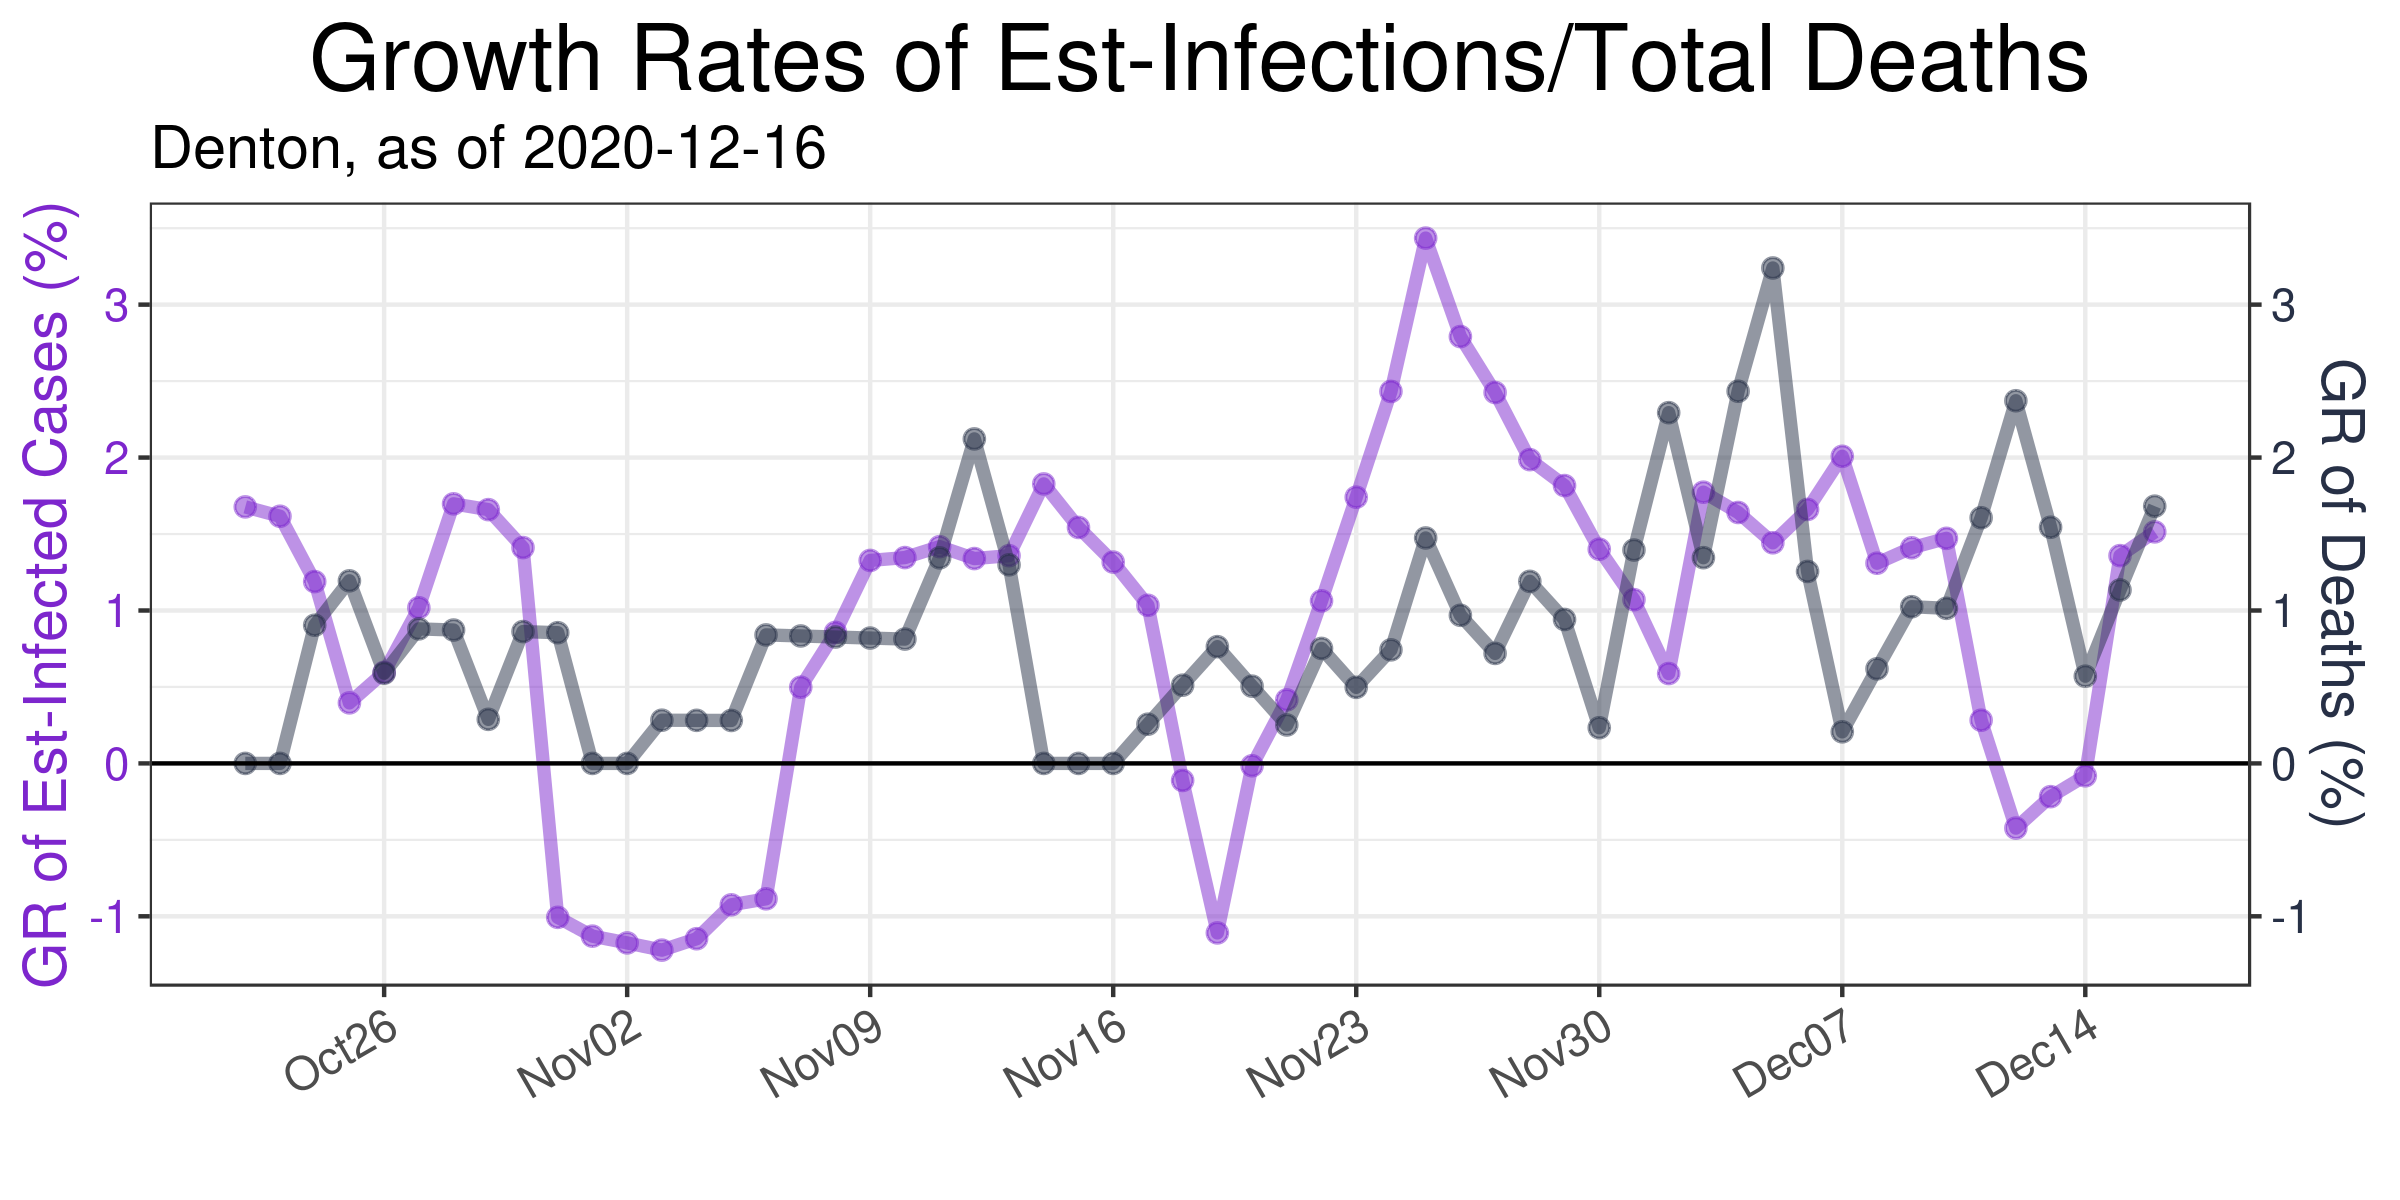 Growth Rates of Est-Infections/Total Deaths
Denton, as of 2020-12-16
GR of Est-Infected Cases (%)
3
2
1
0
-1
3
2
1
0
-1
GR of Deaths (%)
Oct26
Nov02
Nov09
Nov16
Nov23
Nov30
Dec07
Dec14